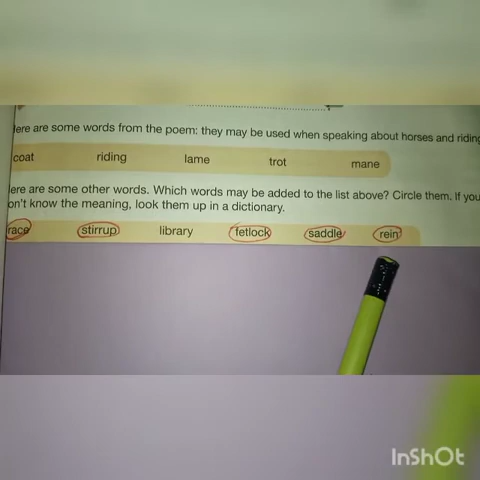 ere are some words from the poem: they may be used when speaking about horses and riding
coat riding lame trot mane
ere are some other words. Which words may be added to the list above? Circle them. If you
on't know the meaning, look them up in a dictionary.
race stirrup library fetlock saddle rein
InShOt